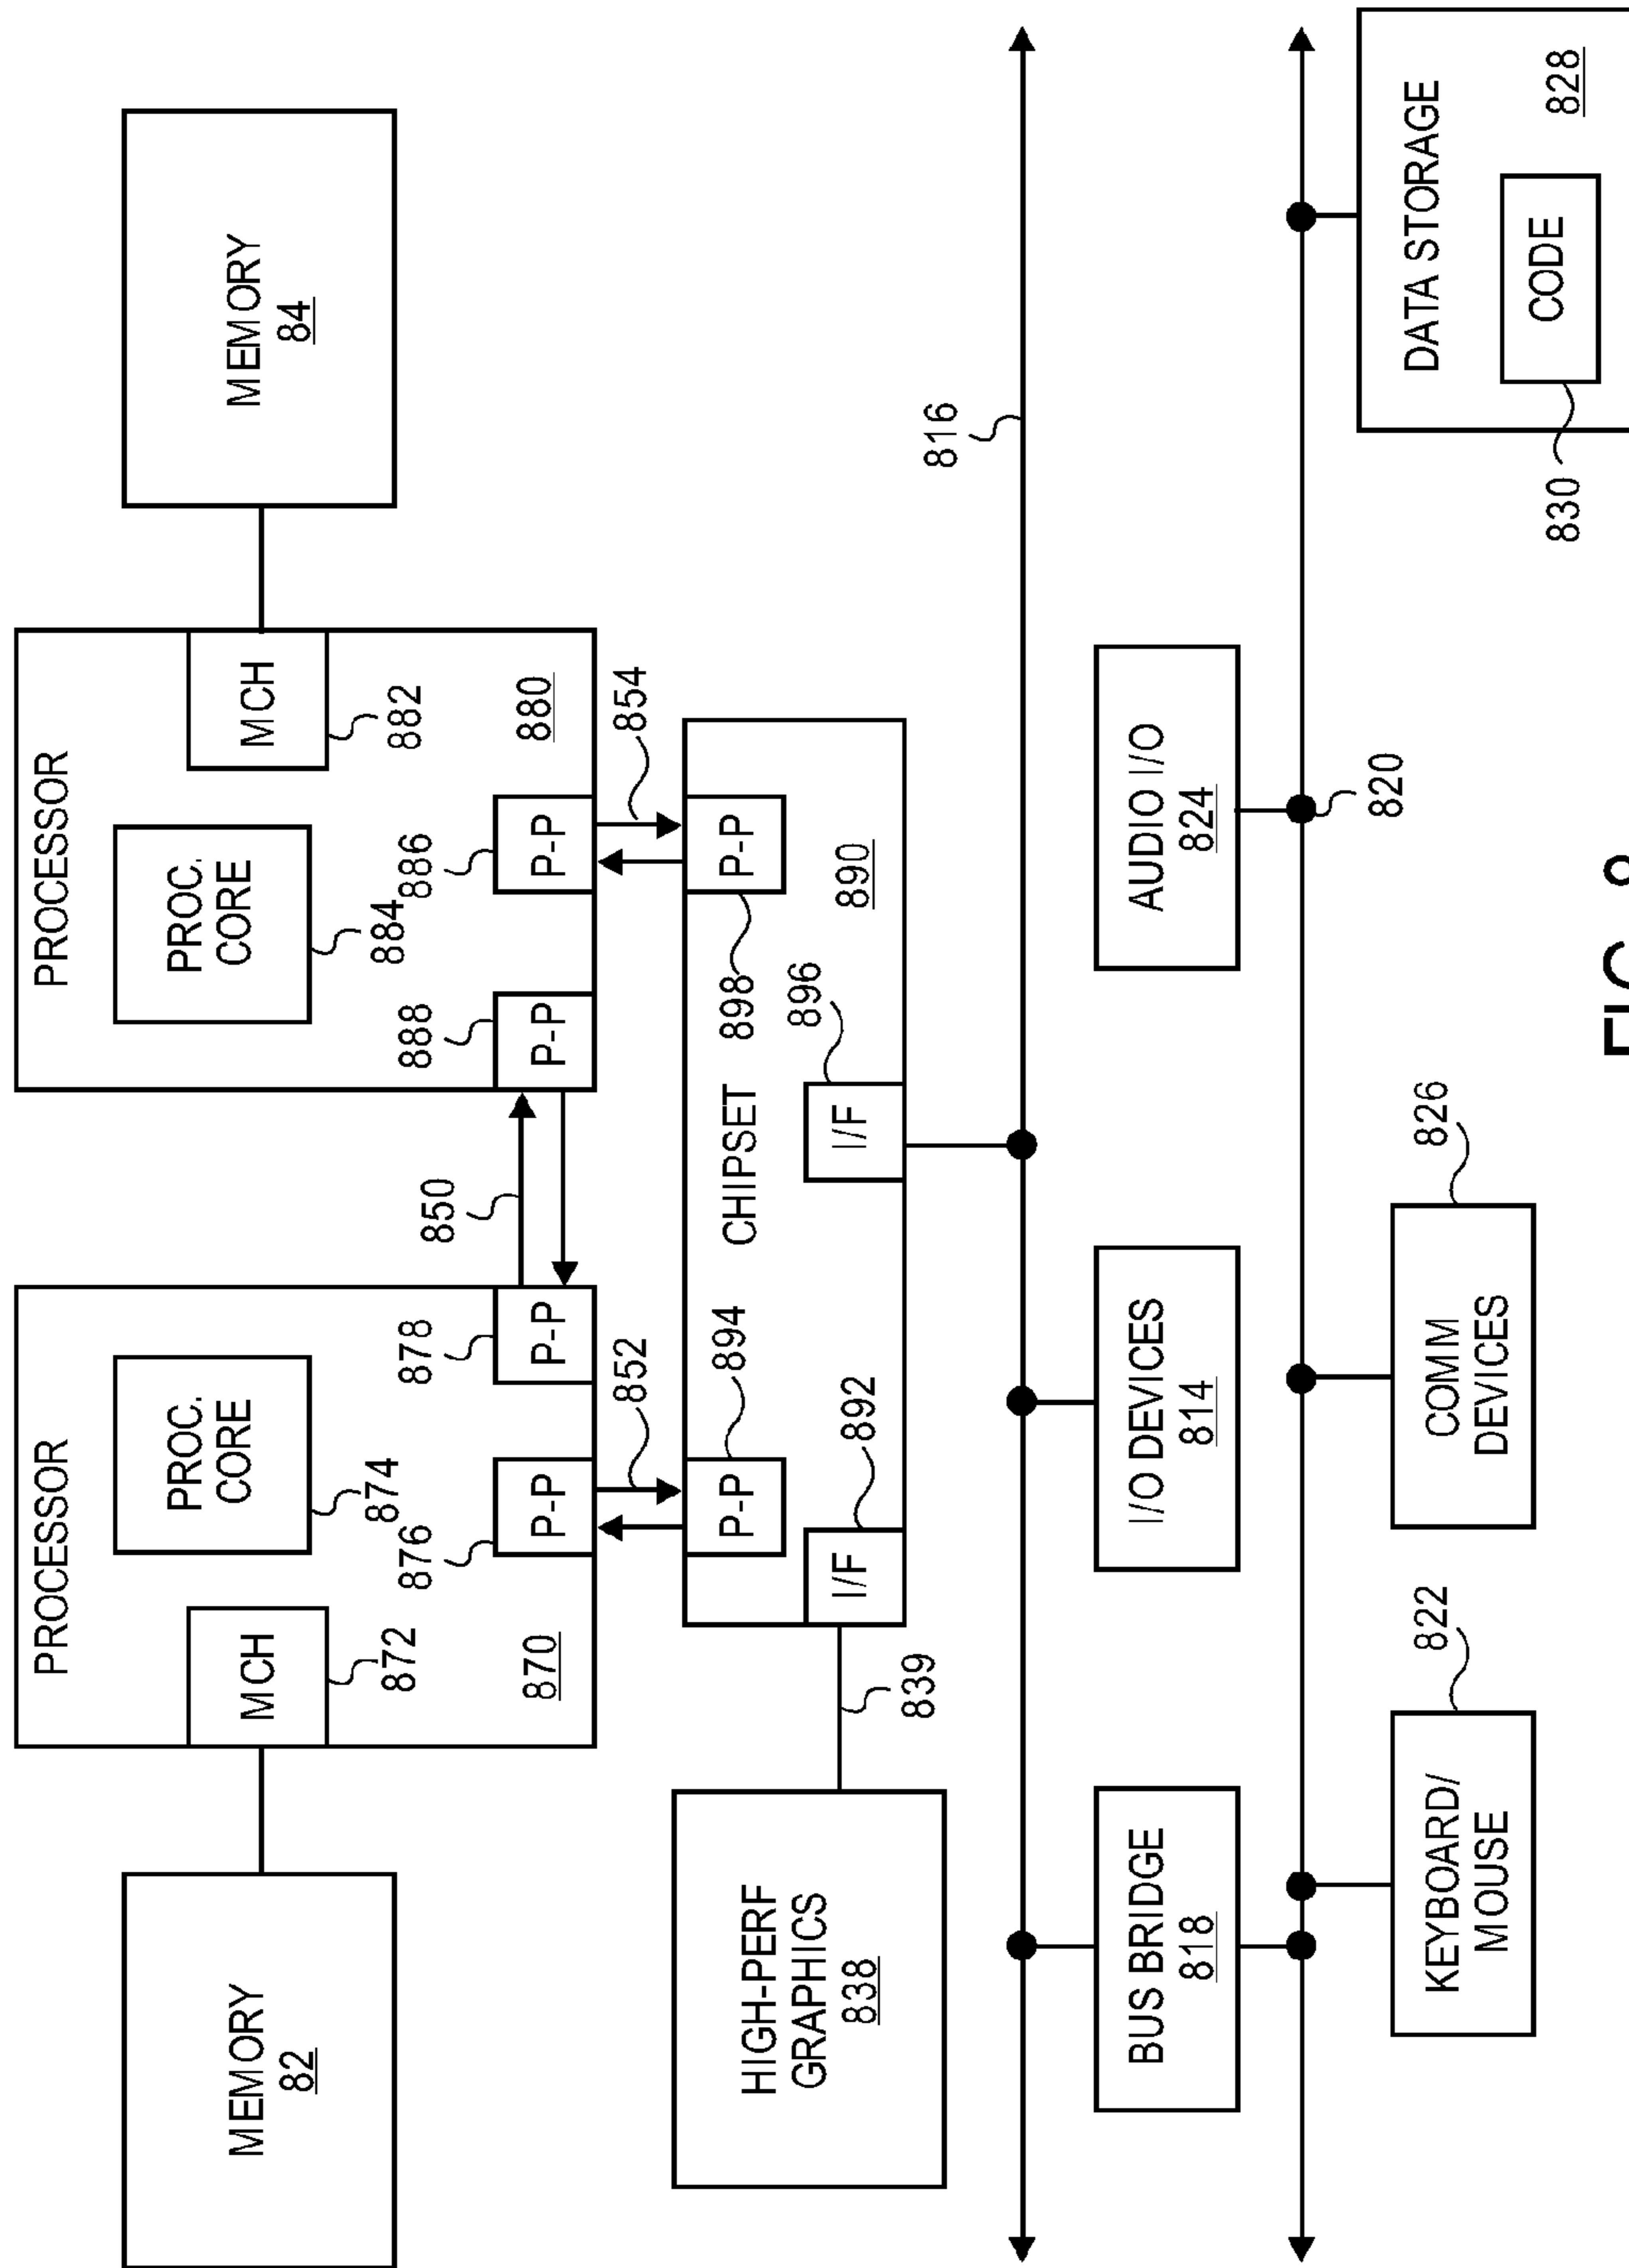 PROCESSOR
PROCESSOR
MEMORY
82
MCH
872
PROC.
CORE
874
876
P-P
878
P-P
870
850
888
P-P
PROC.
CORE
884
886
P-P
MCH
882
880
MEMORY
84
852
854
HIGH-PERF
GRAPHICS
838
839
P-P
894
I/F
892
CHIPSET
P-P
898
I/F
896
890
816
BUS BRIDGE
818
I/O DEVICES
814
AUDIO I/O
824
820
KEYBOARD/
MOUSE
822
COMM
DEVICES
826
DATA STORAGE
CODE
830
828